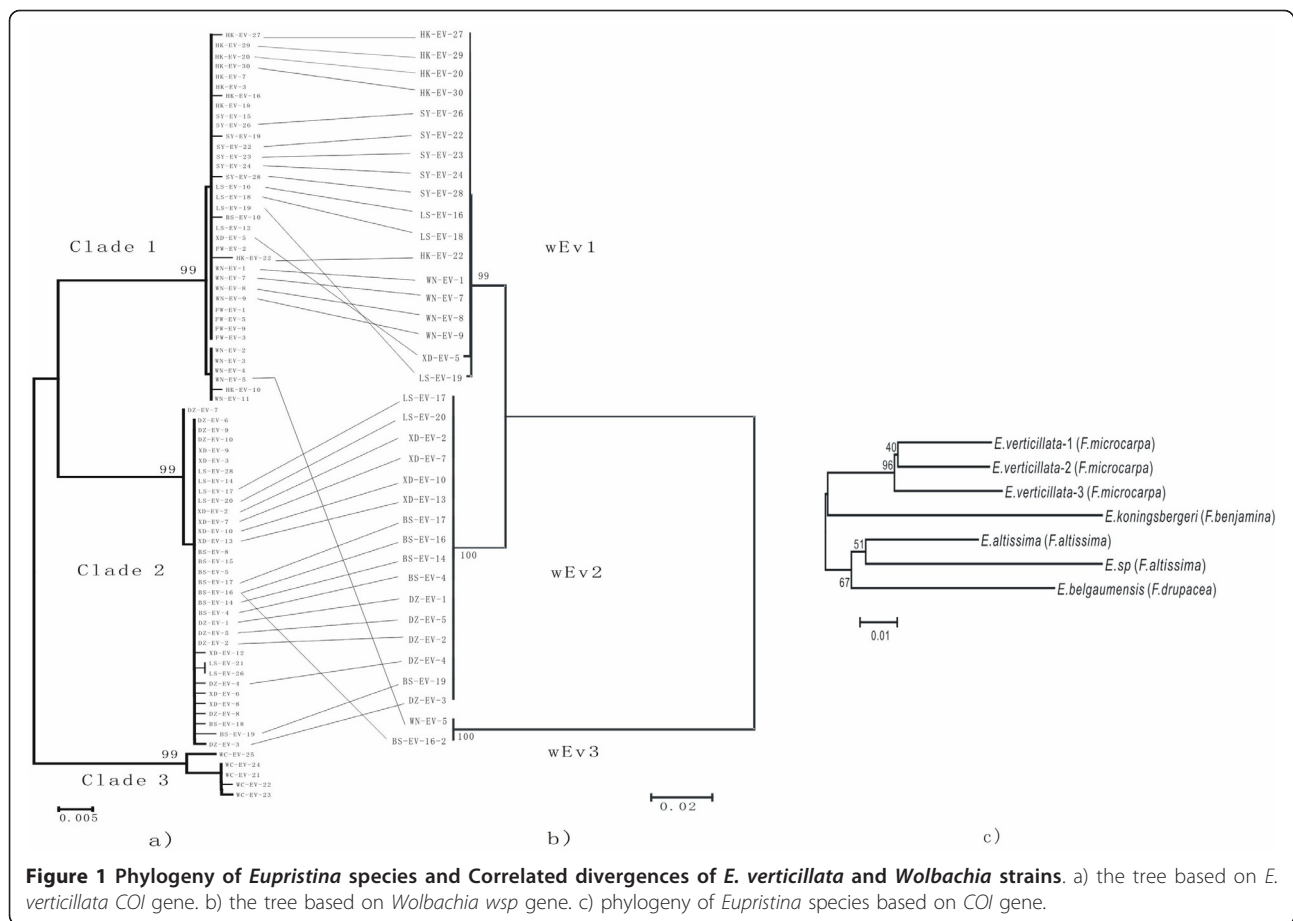 HK-EV-27
HK-EV-29
HK-EV-20
HK-EV-30
HK-EV-7
HK-EV-3
HK-EV-16
HK-EV-18
SY-EV-15
SY-EV-26
SY-EV-19
SY-EV-22
SY-EV-23
SY-EV-24
SY-EV-28
LS-EV-16
LS-EV-18
LS-EV-19
BS-EV-10
LS-EV-12
XD-EV-5
FW-EV-2
HK-EV-22
WN-EV-1
WN-EV-7
WN-EV-8
WN-EV-9
FW-EV-1
FW-EV-5
FW-EV-9
FW-EV-3
WN-EV-2
WN-EV-3
WN-EV-4
WN-EV-5
HK-EV-10
WN-EV-11
Clade 1
99
DZ-EV-7
DZ-EV-6
DZ-EV-9
DZ-EV-10
XD-EV-9
XD-EV-3
LS-EV-28
LS-EV-14
LS-EV-17
LS-EV-20
XD-EV-2
XD-EV-7
XD-EV-10
XD-EV-13
BS-EV-8
BS-EV-15
BS-EV-5
BS-EV-17
BS-EV-16
BS-EV-14
BS-EV-4
DZ-EV-1
DZ-EV-5
DZ-EV-2
XD-EV-12
LS-EV-21
LS-EV-26
DZ-EV-4
XD-EV-6
XD-EV-8
DZ-EV-8
BS-EV-18
BS-EV-19
DZ-EV-3
99
Clade 2
WC-EV-25
WC-EV-24
WC-EV-21
WC-EV-22
WC-EV-23
99
Clade 3
0.005
a)
HK-EV-27
HK-EV-29
HK-EV-20
HK-EV-30
SY-EV-26
SY-EV-22
SY-EV-23
SY-EV-24
SY-EV-28
LS-EV-16
LS-EV-18
HK-EV-22
WN-EV-1
WN-EV-7
WN-EV-8
WN-EV-9
XD-EV-5
LS-EV-19
wEv1
99
LS-EV-17
LS-EV-20
XD-EV-2
XD-EV-7
XD-EV-10
XD-EV-13
BS-EV-17
BS-EV-16
BS-EV-14
BS-EV-4
DZ-EV-1
DZ-EV-5
DZ-EV-2
DZ-EV-4
BS-EV-19
DZ-EV-3
100
wEv2
WN-EV-5
BS-EV-16-2
100
wEv3
0.02
b)
E.verticillata-1 (F.microcarpa)
40
E.verticillata-2 (F.microcarpa)
96
E.verticillata-3 (F.microcarpa)
E.koningsbergeri (F.benjamina)
E.altissima (F.altissima)
51
E.sp (F.altissima)
67
E.belgaumensis (F.drupacea)
0.01
c)
Figure 1 Phylogeny of Eupristina species and Correlated divergences of E. verticillata and Wolbachia strains. a) the tree based on E.
verticillata COI gene. b) the tree based on Wolbachia wsp gene. c) phylogeny of Eupristina species based on COI gene.